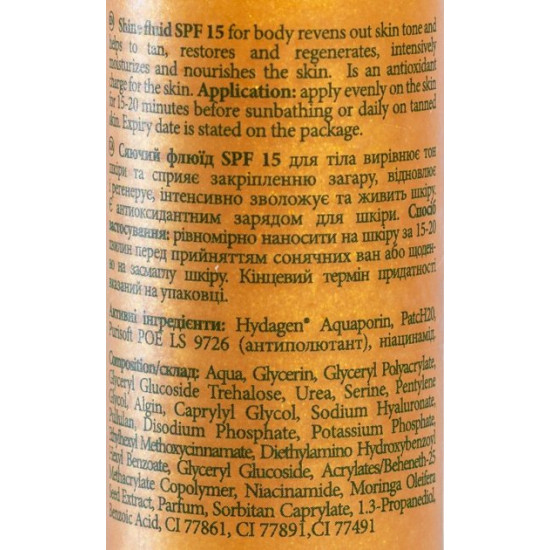 Shine fluid SPF 15 for body revens out skin tone and
helps to tan, restores and regenerates, intensively
moisturizes and nourishes the skin. Is an antioxidant
charge for the skin. Application: apply evenly on the skin
for 15-20 minutes before sunbathing or daily on tanned
skin. Expiry date is stated on the package.
Сяючий флюїд SPF 15 для тіла вирівнює тон
шкіри та сприяє закріпленню загару, відновлює
і регенерує, інтенсивно зволожує та живить шкіру.
Є антиоксидантним зарядом для шкіри. Спосіб
застосування: рівномірно наносити на шкіру за 15-20
хвилин перед прийняттям сонячних ван або щоден-
но на засмаглу шкіру. Кінцевий термін придатності
вказаний на упаковці.
Активні інгредієнти: Hydagen® Aquaporin, PatcH2O,
Purisoft POE LS 9726 (антиполютант), ніацинамід.
Composition/склад: Aqua, Glycerin, Glyceryl Polyacrylate,
Glyceryl Glucoside Trehalose, Urea, Serine, Pentylene
Glycol, Algin, Caprylyl Glycol, Sodium Hyaluronate,
Pullulan, Disodium Phosphate, Potassium Phosphate,
Ethylhexyl Methoxycinnamate, Diethylamino Hydroxybenzoyl
Hexyl Benzoate, Glyceryl Glucoside, Acrylates/Beheneth-25
Methacrylate Copolymer, Niacinamide, Moringa Oleifera
Seed Extract, Parfum, Sorbitan Caprylate, 1.3-Propanediol,
Benzoic Acid, CI 77861, CI 77891,CI 77491